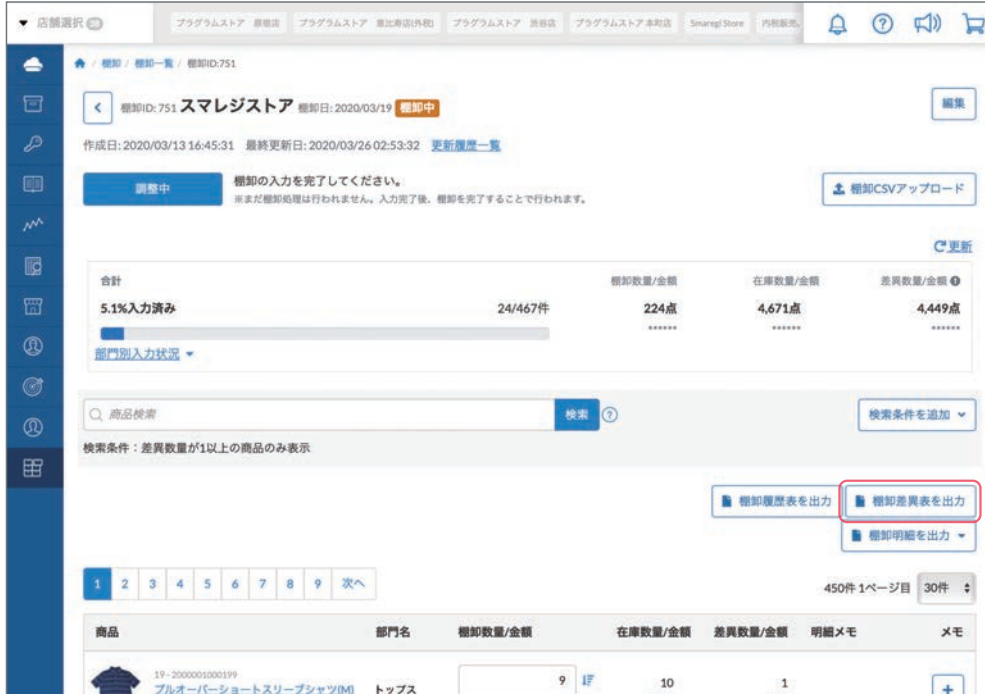 店舗選択 プラグラムストア 原宿店 プラグラムストア 恵比寿店(外税) プラグラムストア 渋谷店 プラグラムストア 本町店 Smaregi Store 内税販売
棚卸 / 棚卸一覧 / 棚卸ID:751
棚卸ID: 751 スマレジストア 棚卸日: 2020/03/19 棚卸中 編集
作成日: 2020/03/13 16:45:31 最終更新日: 2020/03/26 02:53:32 更新履歴一覧
調整中 棚卸の入力を完了してください。 棚卸CSVアップロード
※まだ棚卸処理は行われません。入力完了後、棚卸を完了することで行われます。
更新
合計 棚卸数量/金額 在庫数量/金額 差異数量/金額
5.1%入力済み 24/467件 224点 4,671点 4,449点
****** ****** ******
部門別入力状況
商品検索 検索 ? 検索条件を追加
検索条件：差異数量が1以上の商品のみ表示
棚卸履歴表を出力 棚卸差異表を出力
棚卸明細を出力
1 2 3 4 5 6 7 8 9 次へ 450件 1ページ目 30件
商品 部門名 棚卸数量/金額 在庫数量/金額 差異数量/金額 明細メモ メモ
19-2000001000199
プルオーバーショートスリーブシャツ(M) トップス 9 10 1 +